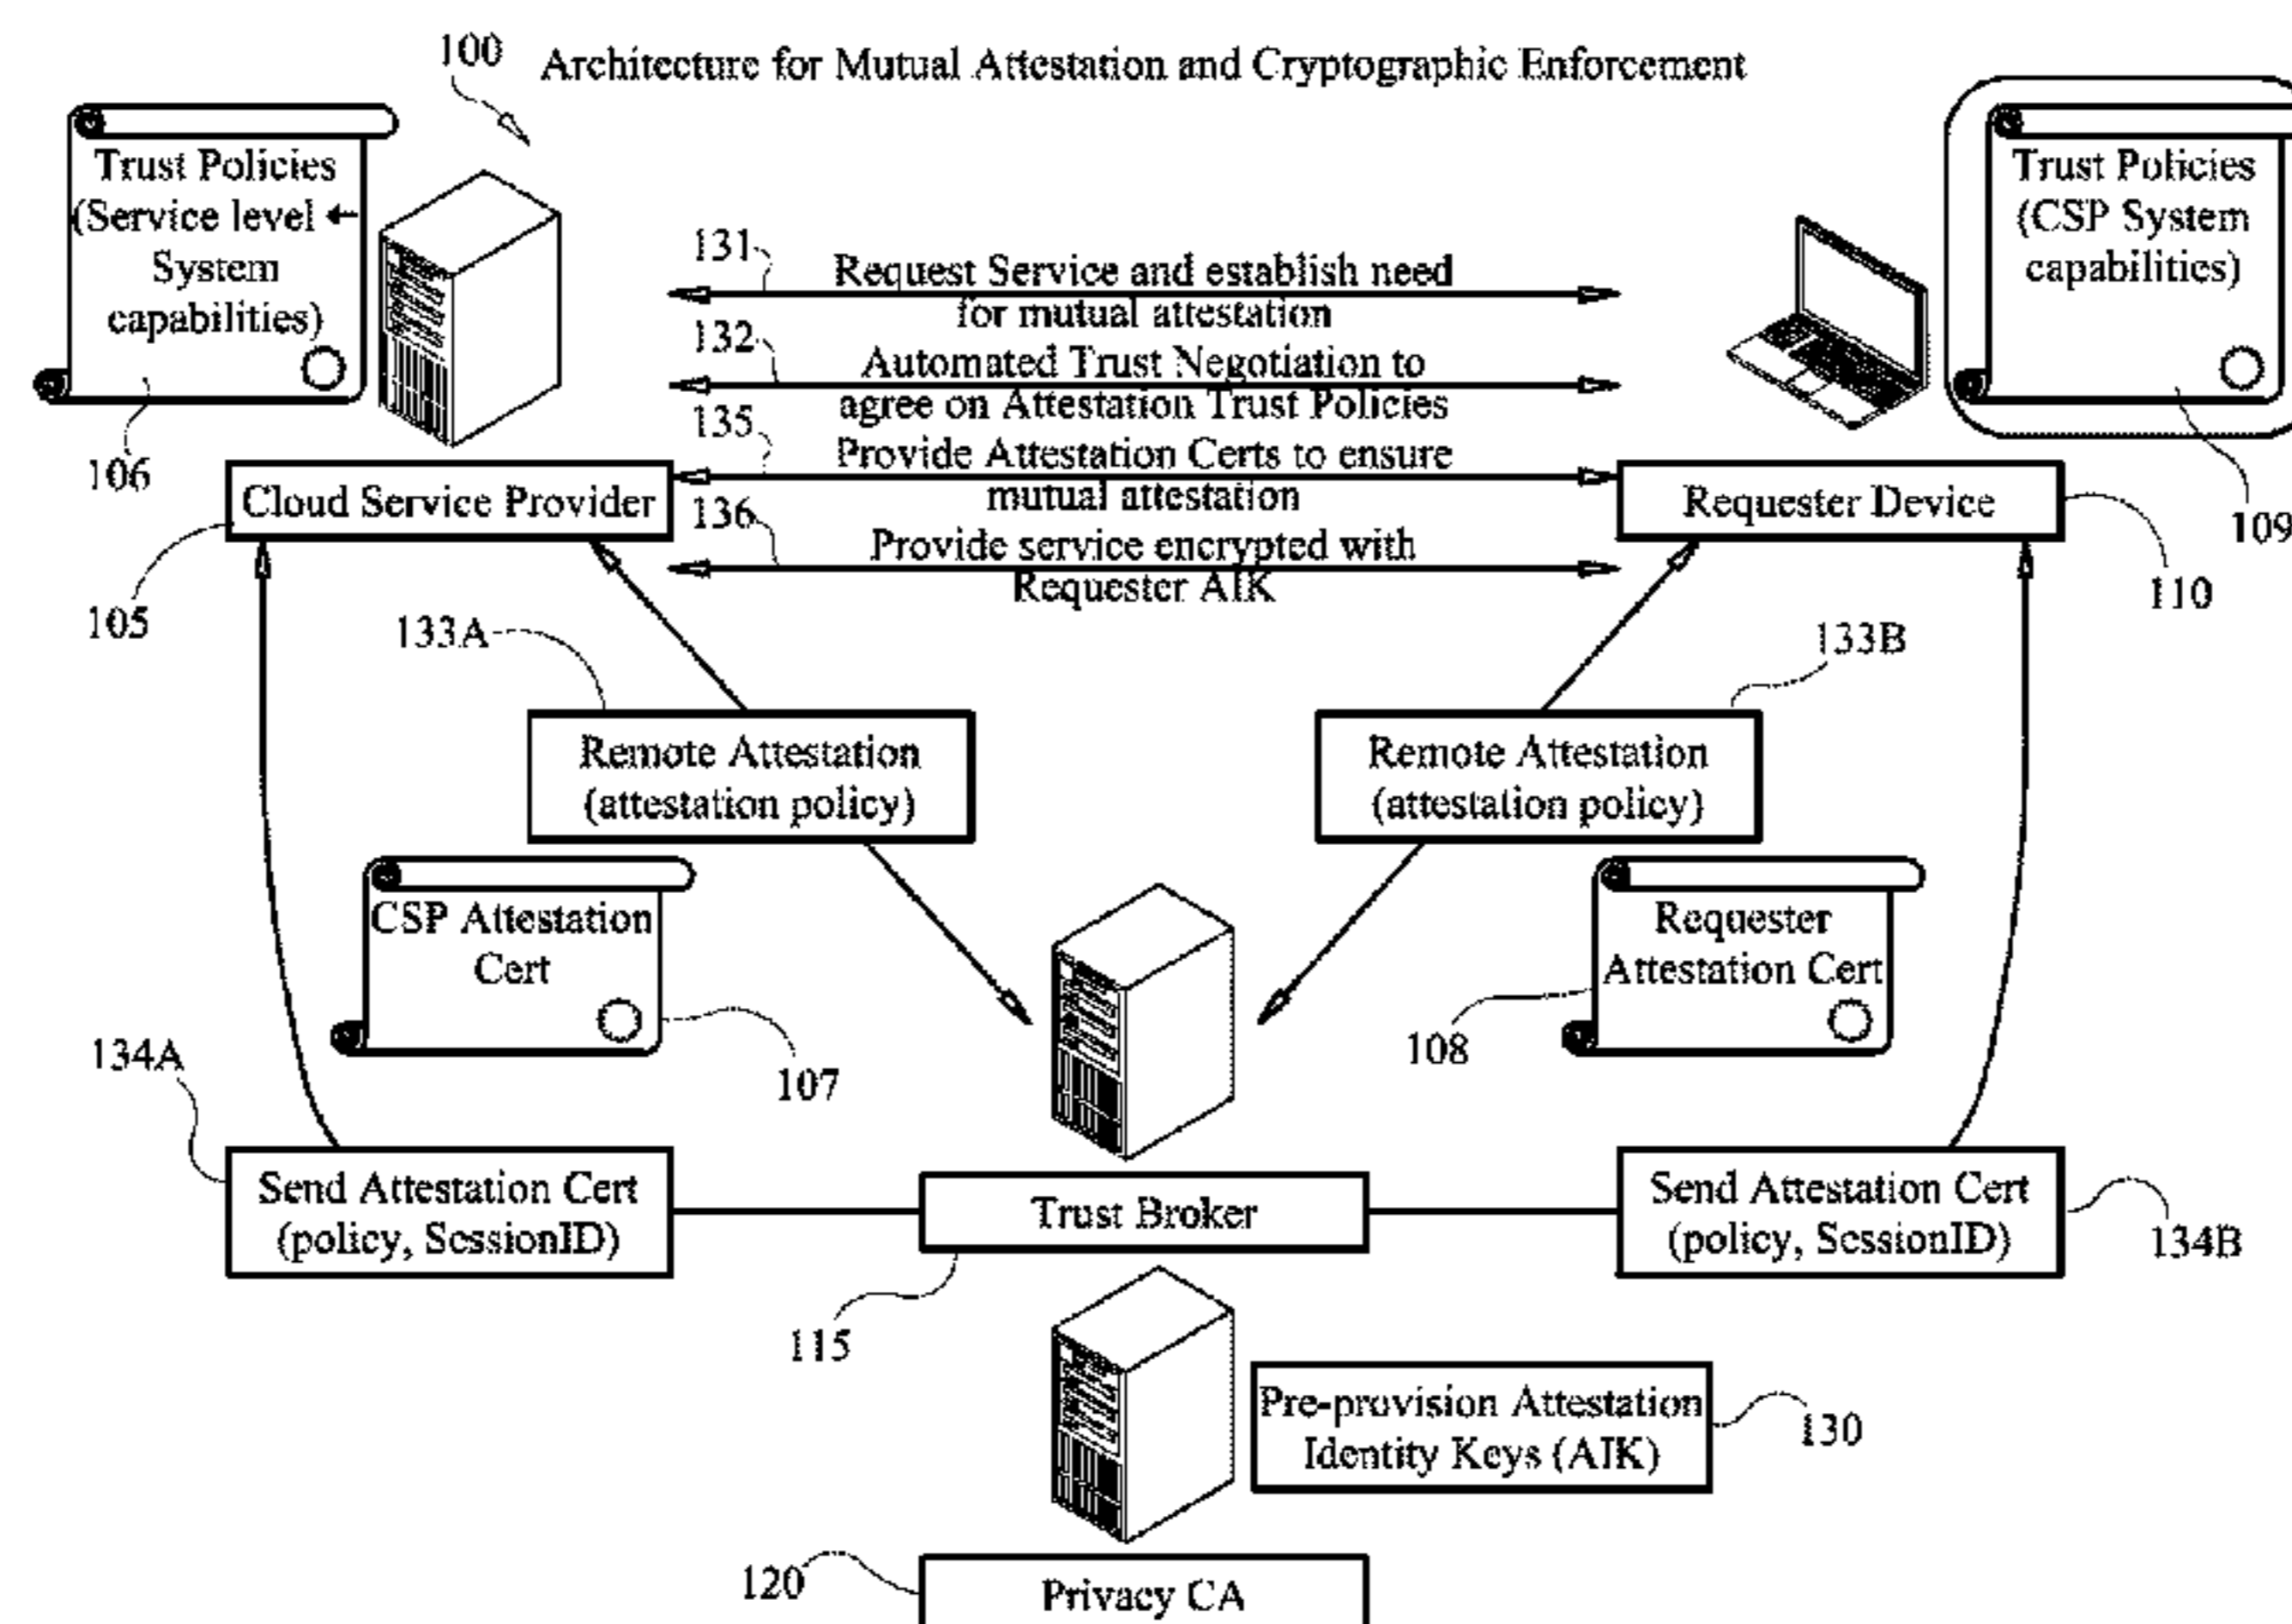 100
Architecture for Mutual Attestation and Cryptographic Enforcement
Trust Policies
(Service level
System
capabilities)
106
Trust Policies
(CSP System
capabilities)
109
131
Request Service and establish need
for mutual attestation
132
Automated Trust Negotiation to
agree on Attestation Trust Policies
135
Provide Attestation Certs to ensure
mutual attestation
136
Provide service encrypted with
Requester AIK
Cloud Service Provider
105
Requester Device
110
133A
Remote Attestation
(attestation policy)
133B
Remote Attestation
(attestation policy)
CSP Attestation
Cert
107
Requester
Attestation Cert
108
134A
Send Attestation Cert
(policy, SessionID)
Trust Broker
115
Send Attestation Cert
(policy, SessionID)
134B
Pre-provision Attestation
Identity Keys (AIK)
130
120
Privacy CA